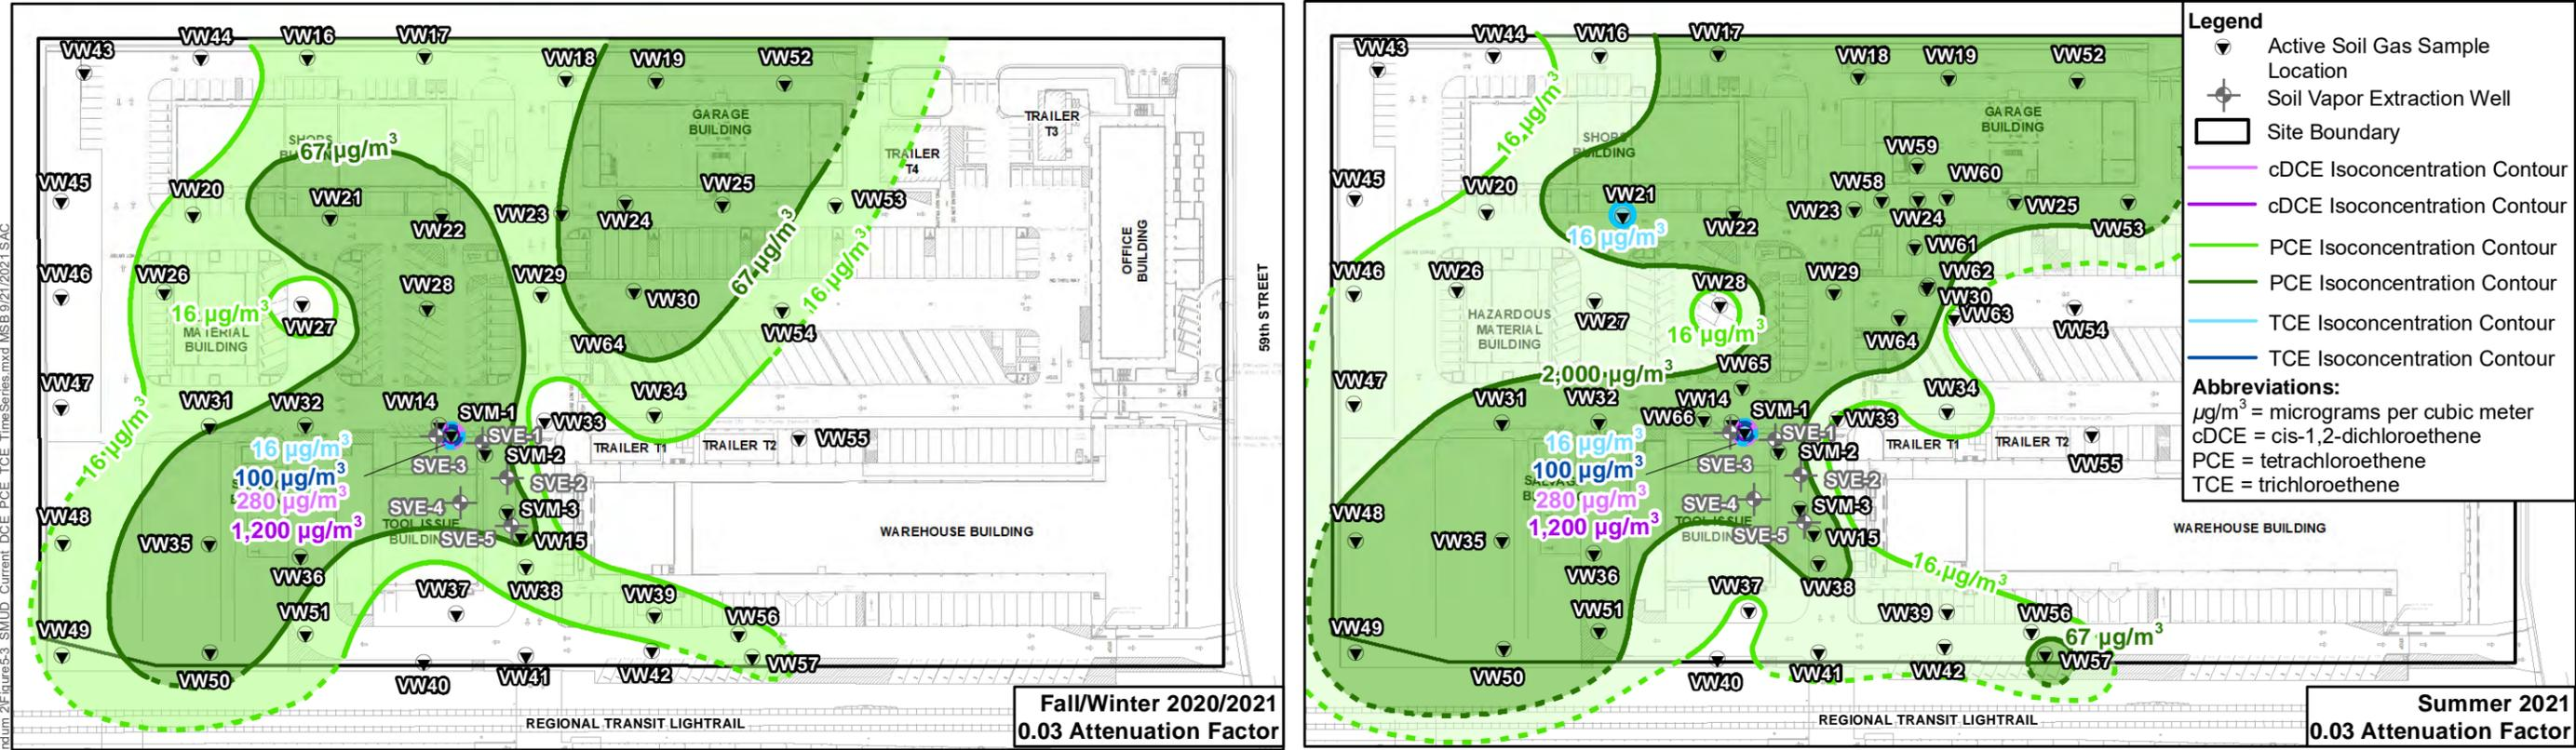 VW43
VW44
VW16
VW17
VW18
VW19
VW52
GARAGE
BUILDING
TRAILER
T3
TRAILER
T4
67 µg/m³
VW45
VW20
VW21
VW22
VW23
VW24
VW25
VW53
67 µg/m³
16 µg/m³
OFFICE
BUILDING
59th STREET
VW46
VW26
VW28
VW29
VW30
16 µg/m³
MATERIAL
BUILDING
VW27
VW54
VW64
VW47
VW31
VW32
VW14
SVM-1
VW33
VW34
16 µg/m³
SVE-1
SVE-3
SVM-2
TRAILER T1
TRAILER T2
VW55
16 µg/m³
100 µg/m³
280 µg/m³
1,200 µg/m³
SVE-2
SVE-4
SVM-3
TOOL ISSUE
BUILDING
SVE-5
VW15
WAREHOUSE BUILDING
VW48
VW35
VW36
VW37
VW38
VW39
VW56
VW51
VW49
VW50
VW40
VW41
VW42
VW57
REGIONAL TRANSIT LIGHTRAIL
Fall/Winter 2020/2021
0.03 Attenuation Factor
VW43
VW44
VW16
VW17
VW18
VW19
VW52
16 µg/m³
SHOPS
BUILDING
GARAGE
BUILDING
VW59
VW60
VW58
VW45
VW20
VW21
16 µg/m³
VW22
VW23
VW24
VW25
VW53
VW61
VW46
VW26
VW28
VW29
VW62
VW30
VW63
HAZARDOUS
MATERIAL
BUILDING
VW27
16 µg/m³
VW54
VW64
VW65
2,000 µg/m³
VW47
VW31
VW32
VW14
VW66
SVM-1
VW33
VW34
16 µg/m³
100 µg/m³
280 µg/m³
1,200 µg/m³
SVE-1
SVE-3
SVM-2
TRAILER T1
TRAILER T2
VW55
SVE-2
SVE-4
SVM-3
TOOL ISSUE
BUILDING
SVE-5
VW15
WAREHOUSE BUILDING
VW48
VW35
VW36
VW37
VW38
16 µg/m³
VW39
VW56
VW51
67 µg/m³
VW49
VW50
VW40
VW41
VW42
VW57
REGIONAL TRANSIT LIGHTRAIL
Summer 2021
0.03 Attenuation Factor
Legend
Active Soil Gas Sample
Location
Soil Vapor Extraction Well
Site Boundary
cDCE Isoconcentration Contour
cDCE Isoconcentration Contour
PCE Isoconcentration Contour
PCE Isoconcentration Contour
TCE Isoconcentration Contour
TCE Isoconcentration Contour
Abbreviations:
µg/m³ = micrograms per cubic meter
cDCE = cis-1,2-dichloroethene
PCE = tetrachloroethene
TCE = trichloroethene